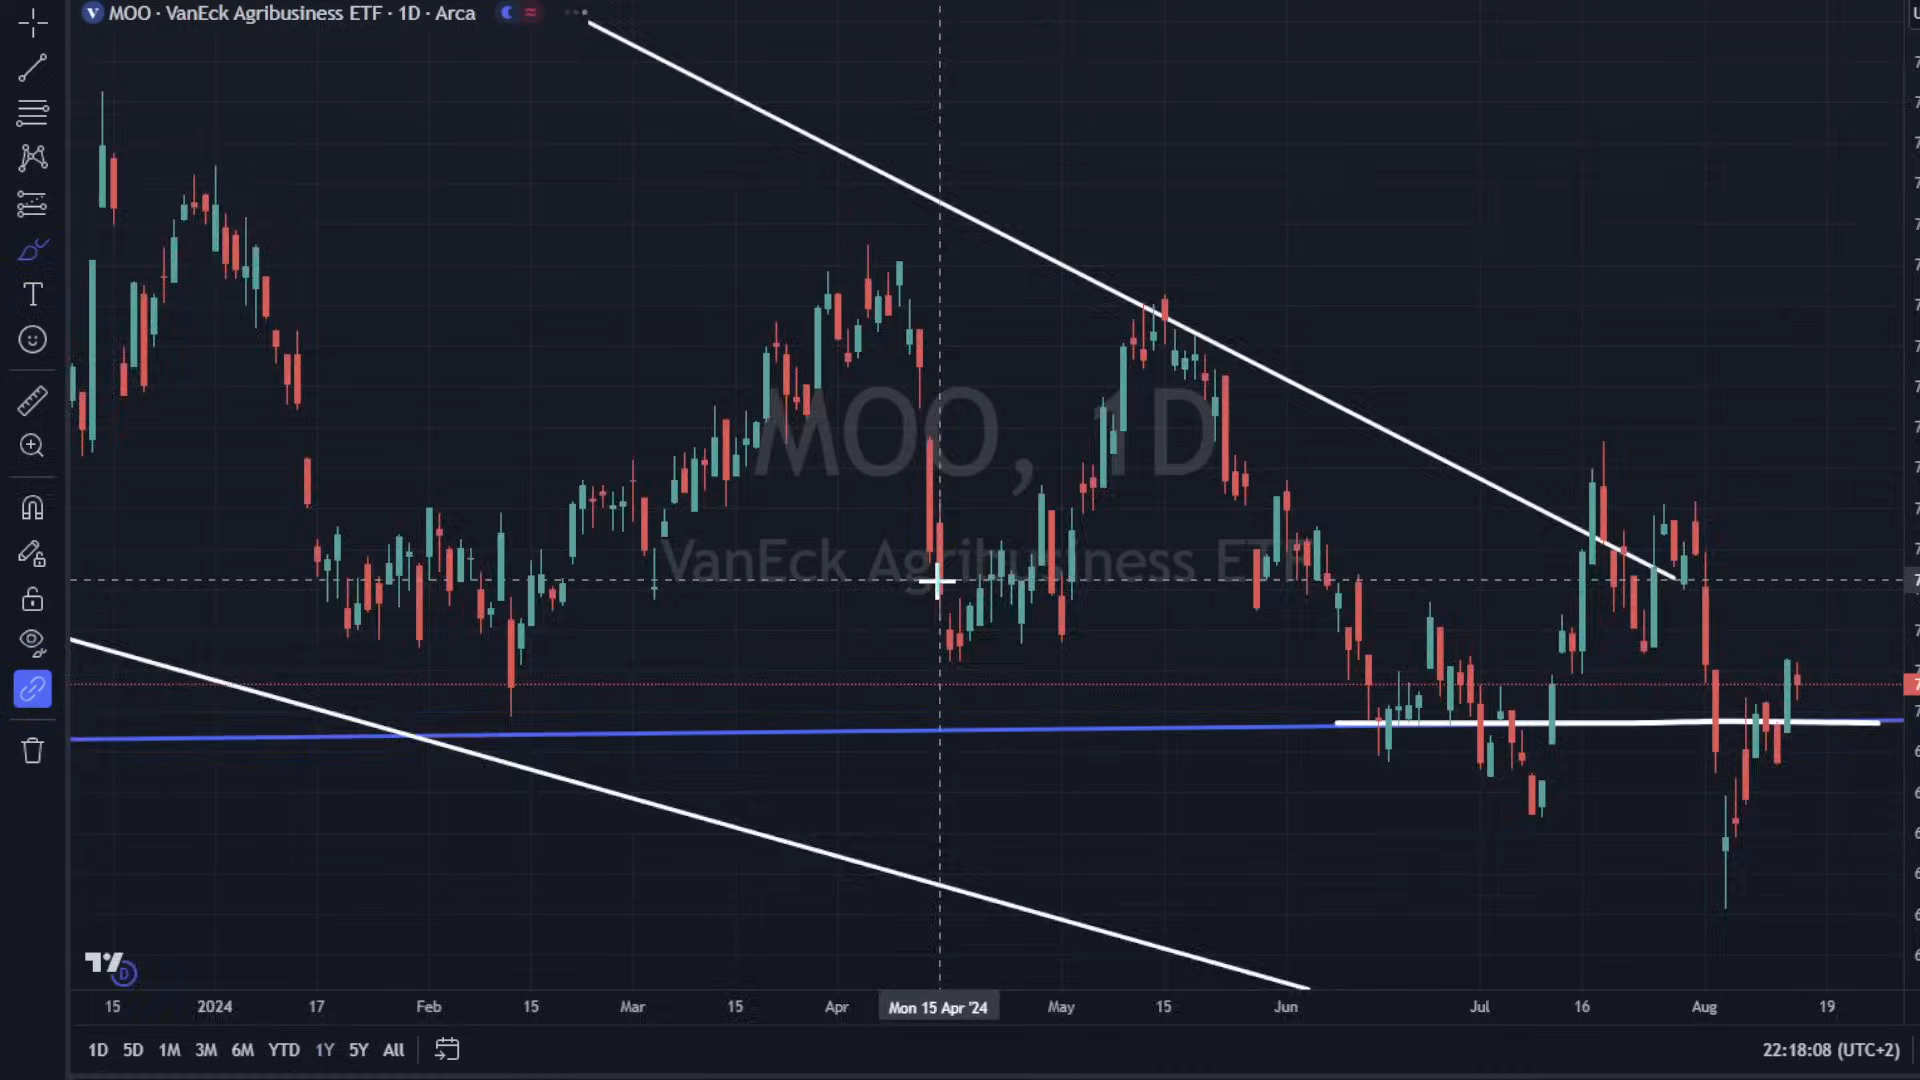 MOO · VanEck Agribusiness ETF · 1D · Arca
MOO, 1D
VanEck Agribusiness ETF
15 2024 17 Feb 15 Mar 15 Apr Mon 15 Apr '24 May 15 Jun Jul 16 Aug 19
1D 5D 1M 3M 6M YTD 1Y 5Y All
22:18:08 (UTC+2)